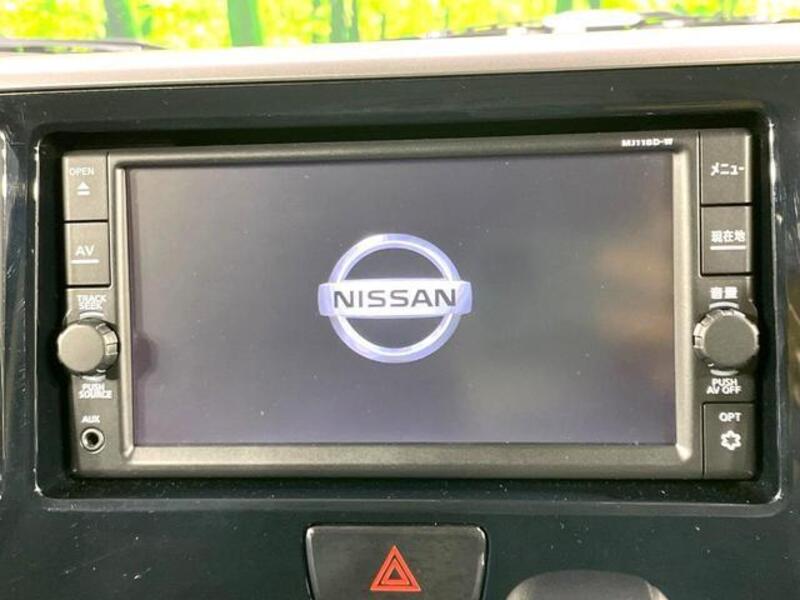 MJ118D-W
OPEN
メニュー
AV
現在地
TRACK
SEEK
音量
NISSAN
PUSH
SOURCE
PUSH
AV OFF
AUX
OPT